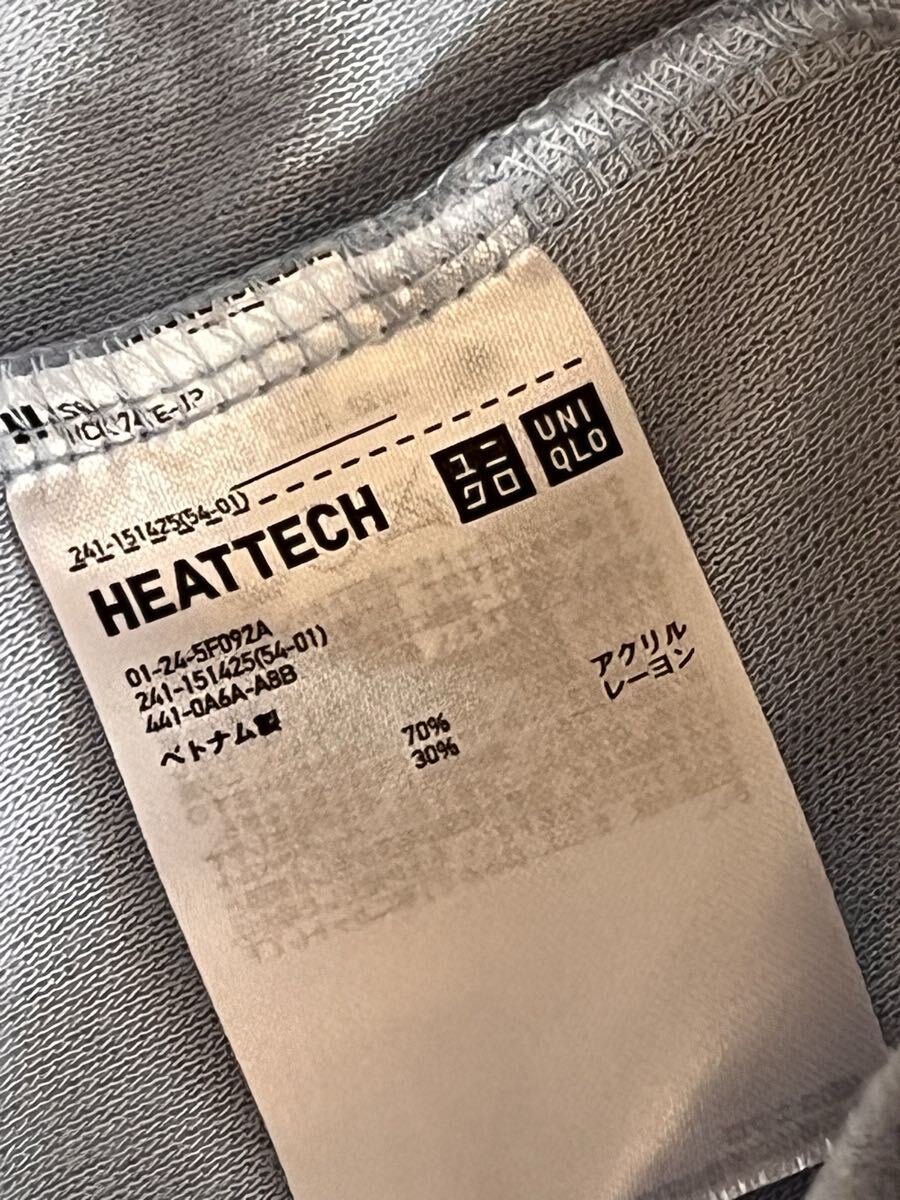 241-151425(54-01)
ユニ
クロ
UNI
QLO
HEATTECH
01-24-5F092A
241-151425(54-01)
441-0A6A-A8B
ベトナム製
アクリル 70%
レーヨン 30%